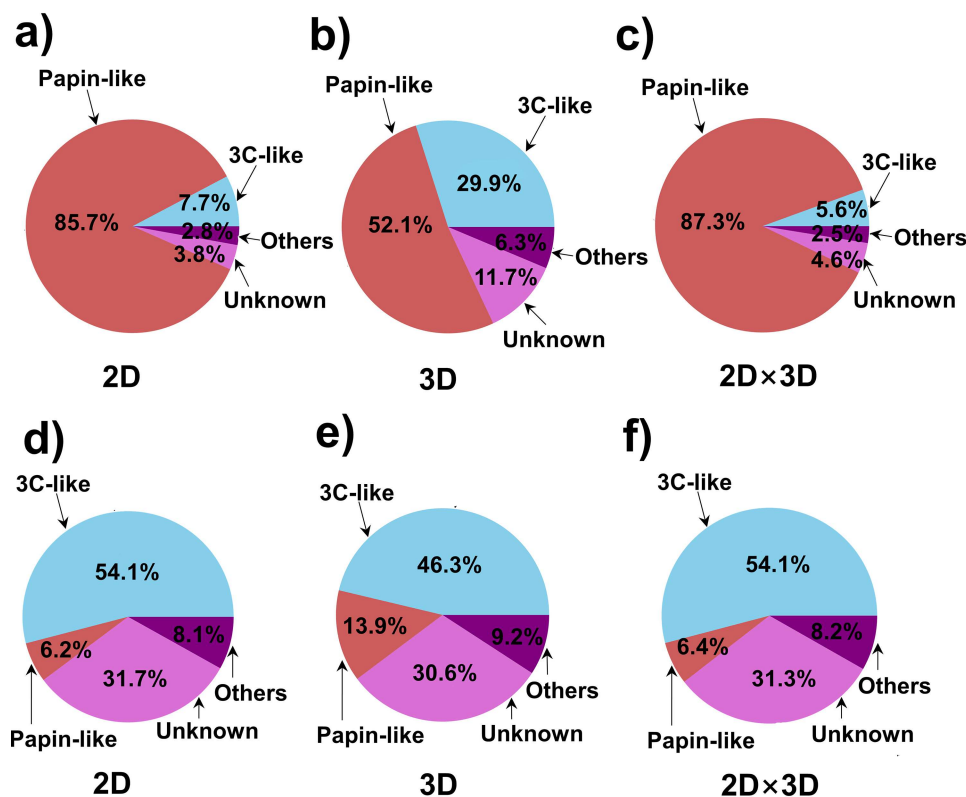 a)
Papin-like
3C-like
7.7%
85.7%
2.8%
Others
3.8%
Unknown
2D
b)
Papin-like
3C-like
29.9%
52.1%
6.3%
Others
11.7%
Unknown
3D
c)
Papin-like
3C-like
5.6%
87.3%
2.5%
Others
4.6%
Unknown
2D×3D
d)
3C-like
54.1%
6.2%
8.1%
31.7%
Others
Papin-like
Unknown
2D
e)
3C-like
46.3%
13.9%
9.2%
30.6%
Others
Papin-like
Unknown
3D
f)
3C-like
54.1%
6.4%
8.2%
31.3%
Others
Papin-like
Unknown
2D×3D